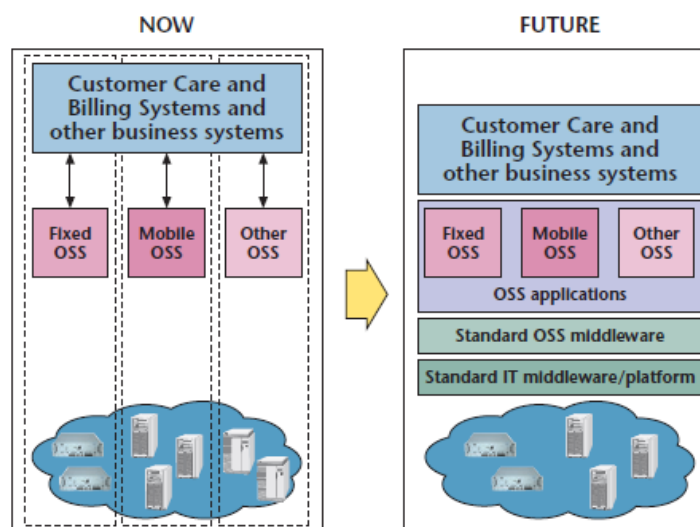 NOW
Customer Care and
Billing Systems and
other business systems
Fixed
OSS
Mobile
OSS
Other
OSS
FUTURE
Customer Care and
Billing Systems and
other business systems
Fixed
OSS
Mobile
OSS
Other
OSS
OSS applications
Standard OSS middleware
Standard IT middleware/platform